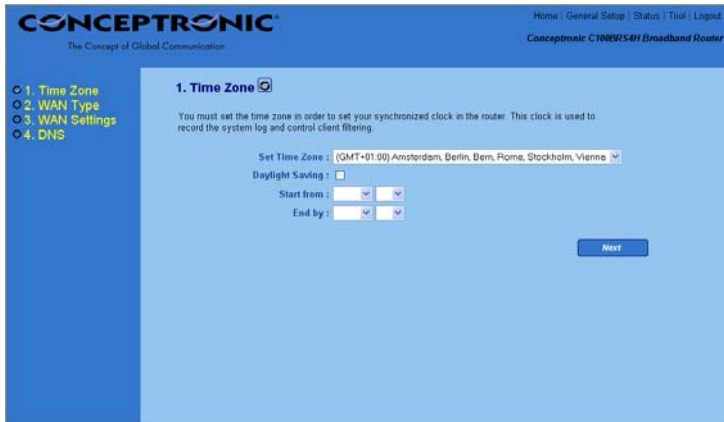 CONCEPTRONIC
The Concept of Global Communication
Home | General Setup | Status | Tool | Logout
Conceptronic C100BRS4H Broadband Router
1. Time Zone
2. WAN Type
3. WAN Settings
4. DNS
1. Time Zone
You must set the time zone in order to set your synchronized clock in the router. This clock is used to
record the system log and control client filtering.
Set Time Zone : (GMT+01:00) Amsterdam, Berlin, Bern, Rome, Stockholm, Vienna
Daylight Saving :
Start from :
End by :
Next